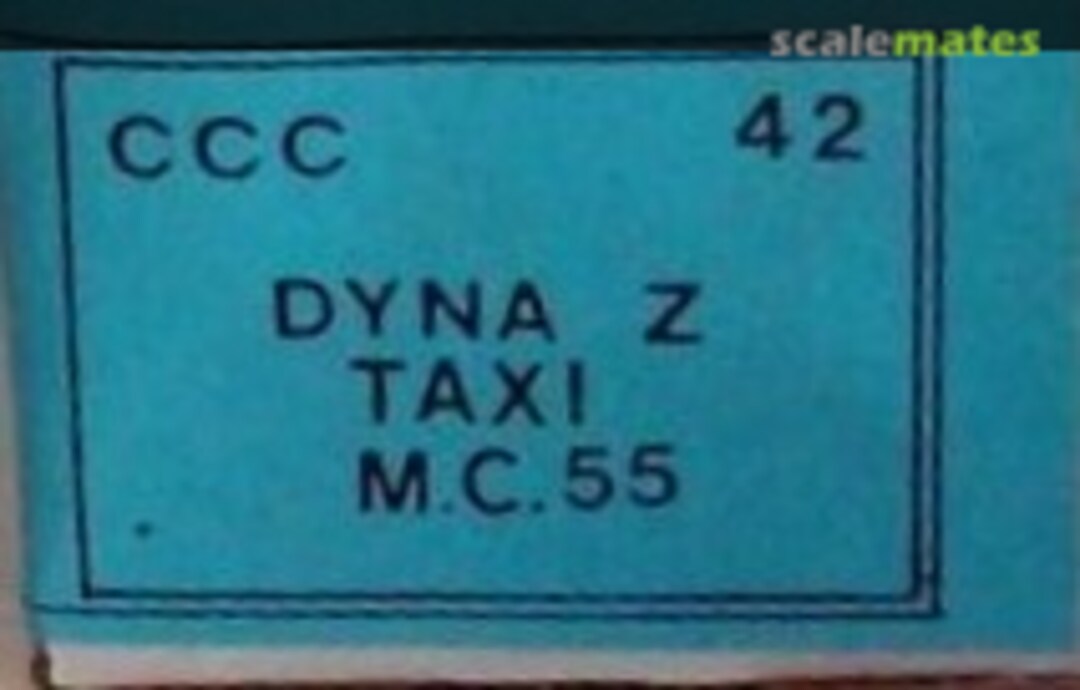 scalemates
CCC 42
DYNA Z
TAXI
M.C.55